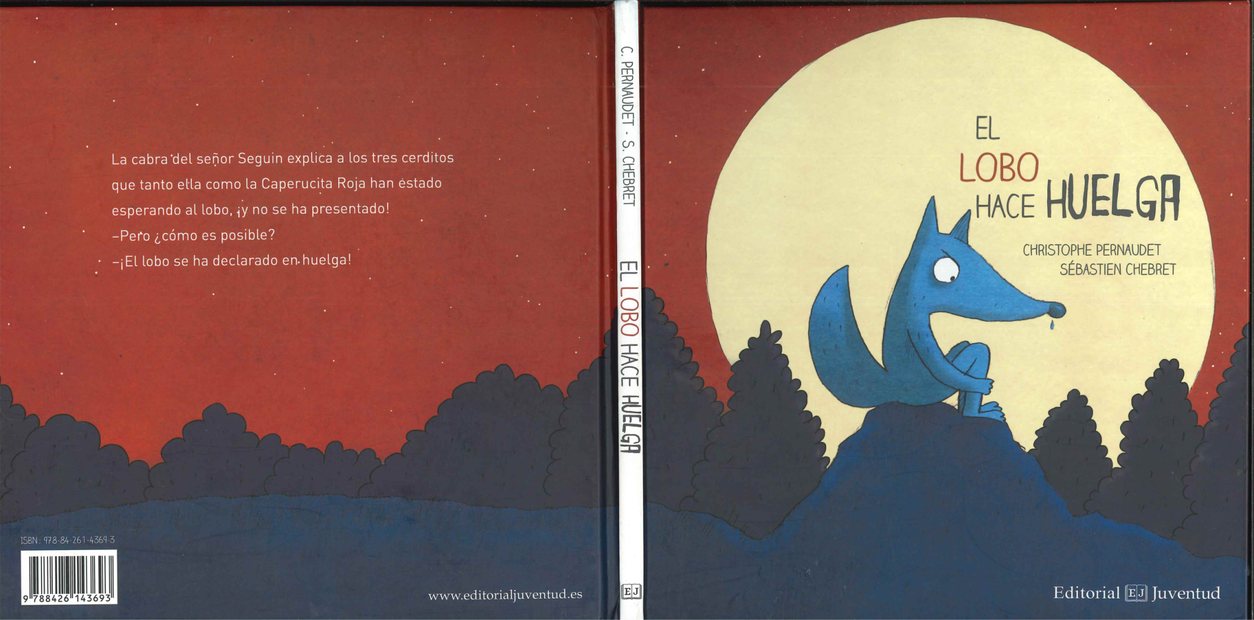 La cabra del señor Seguin explica a los tres cerditos
que tanto ella como la Caperucita Roja han estado
esperando al lobo, ¡y no se ha presentado!
–Pero ¿cómo es posible?
–¡El lobo se ha declarado en huelga!
ISBN: 978-84-261-4369-3
9 788426 143693
www.editorialjuventud.es
C. PERNAUDET - S. CHEBRET
EL LOBO HACE HUELGA
EJ
EL
LOBO
HACE HUELGA
CHRISTOPHE PERNAUDET
SÉBASTIEN CHEBRET
Editorial EJ Juventud